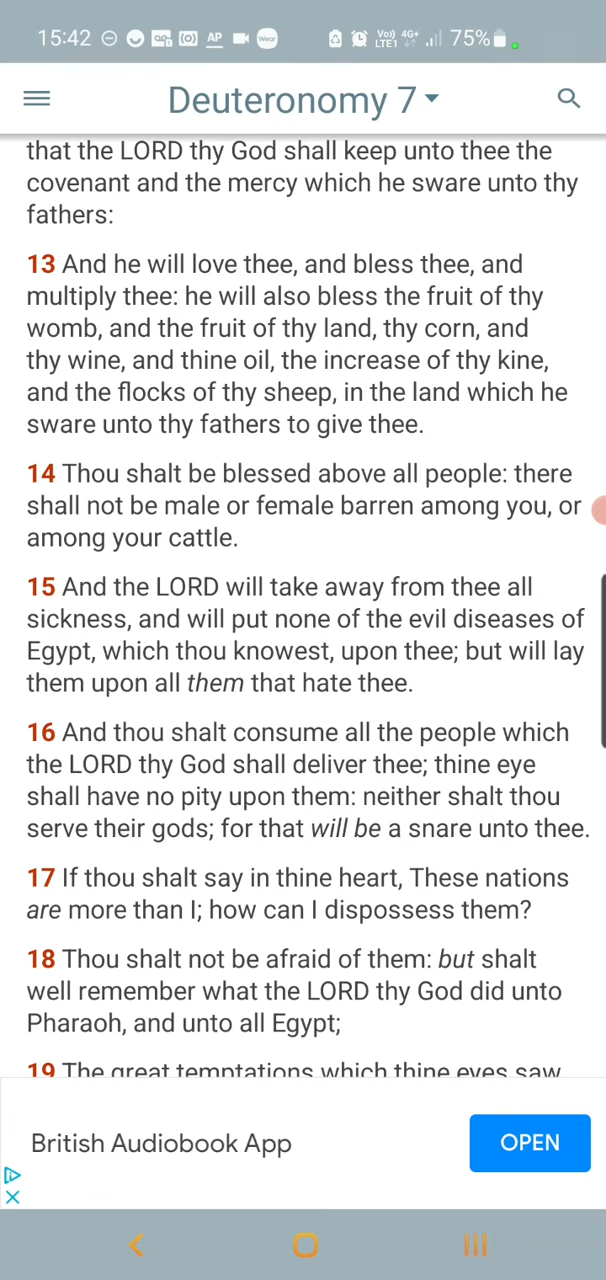 15:42 AP Wear Vo)) LTE1 4G+ 75%
Deuteronomy 7
that the LORD thy God shall keep unto thee the
covenant and the mercy which he sware unto thy
fathers:
13 And he will love thee, and bless thee, and
multiply thee: he will also bless the fruit of thy
womb, and the fruit of thy land, thy corn, and
thy wine, and thine oil, the increase of thy kine,
and the flocks of thy sheep, in the land which he
sware unto thy fathers to give thee.
14 Thou shalt be blessed above all people: there
shall not be male or female barren among you, or
among your cattle.
15 And the LORD will take away from thee all
sickness, and will put none of the evil diseases of
Egypt, which thou knowest, upon thee; but will lay
them upon all them that hate thee.
16 And thou shalt consume all the people which
the LORD thy God shall deliver thee; thine eye
shall have no pity upon them: neither shalt thou
serve their gods; for that will be a snare unto thee.
17 If thou shalt say in thine heart, These nations
are more than I; how can I dispossess them?
18 Thou shalt not be afraid of them: but shalt
well remember what the LORD thy God did unto
Pharaoh, and unto all Egypt;
19 The great temptations which thine eyes saw
British Audiobook App
OPEN